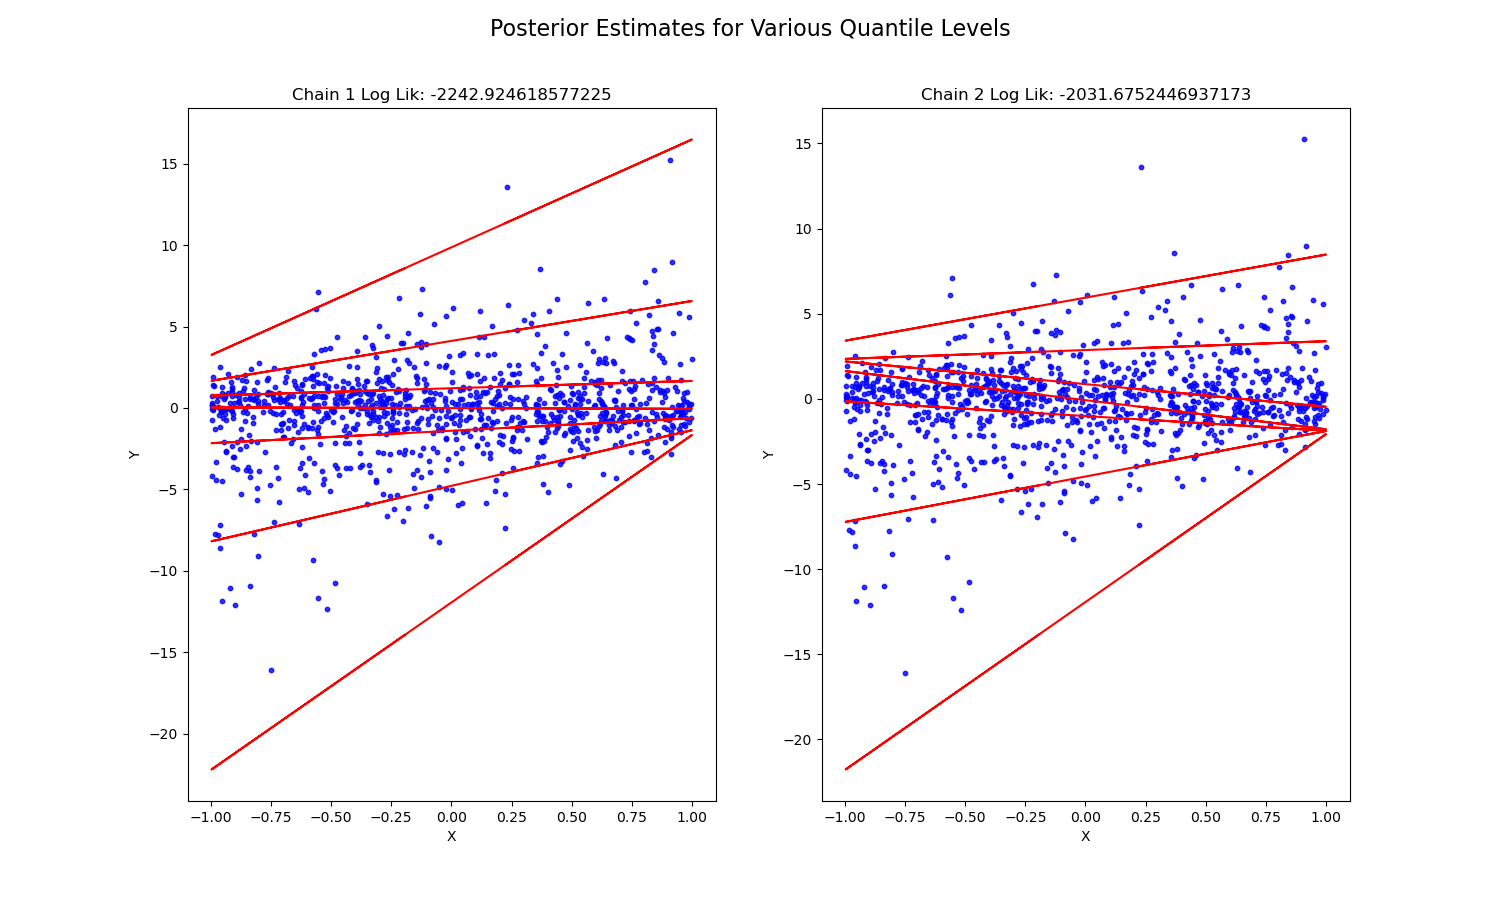 Posterior Estimates for Various Quantile Levels
Chain 1 Log Lik: -2242.924618577225
15
10
5
0
−5
−10
−15
−20
Y
−1.00 −0.75 −0.50 −0.25 0.00 0.25 0.50 0.75 1.00
X
Chain 2 Log Lik: -2031.6752446937173
15
10
5
0
−5
−10
−15
−20
Y
−1.00 −0.75 −0.50 −0.25 0.00 0.25 0.50 0.75 1.00
X